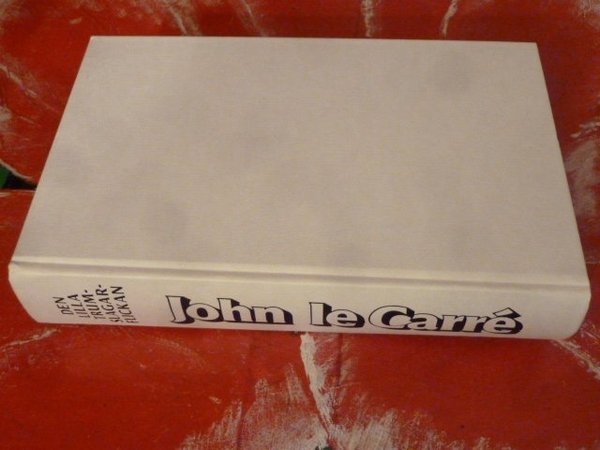 DEN
LILLA
TRUM-
SLAGAR-
FLICKAN
John le Carré